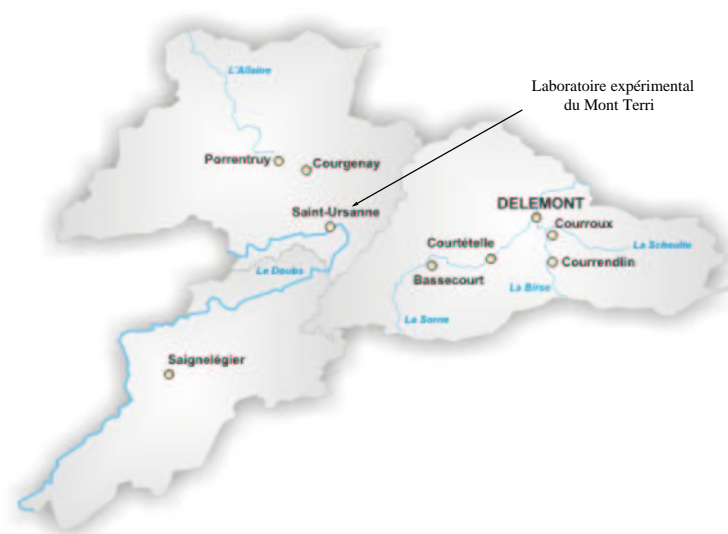 L'Allaine
Laboratoire expérimental
du Mont Terri
Porrentruy
Courgenay
Saint-Ursanne
DELEMONT
Courroux
Courtételle
La Scheulte
Le Doubs
Bassecourt
Courrendlin
La Birse
La Sorne
Saignelégier